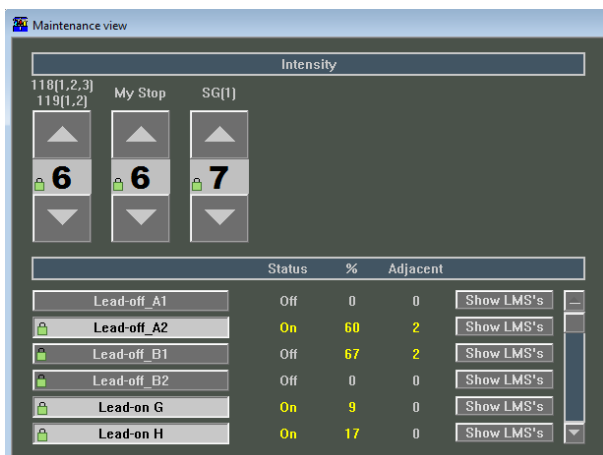 Maintenance view
Intensity
118(1,2,3)
119(1,2)
My Stop
SG(1)
6
6
7
Status % Adjacent
Lead-off_A1 Off 0 0 Show LMS's
Lead-off_A2 On 60 2 Show LMS's
Lead-off_B1 Off 67 2 Show LMS's
Lead-off_B2 Off 0 0 Show LMS's
Lead-on G On 9 0 Show LMS's
Lead-on H On 17 0 Show LMS's